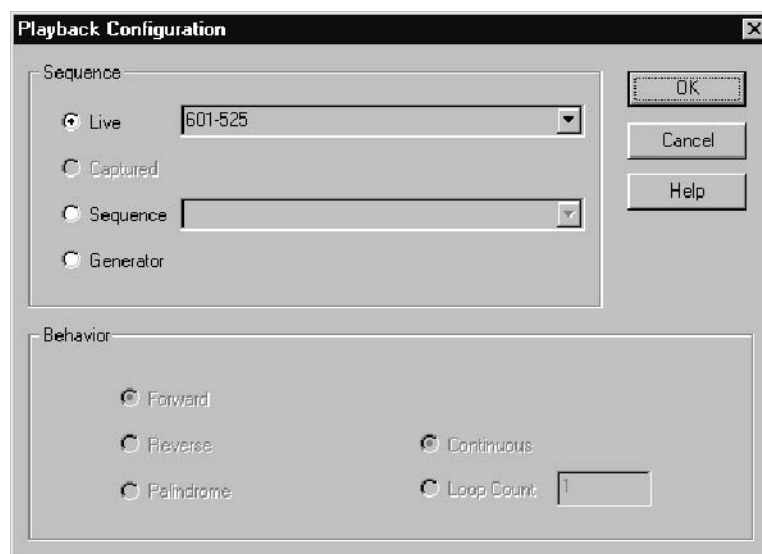 Playback Configuration
Sequence
Live 601-525
Captured
Sequence
Generator
OK
Cancel
Help
Behavior
Forward
Reverse
Palindrome
Continuous
Loop Count: 1